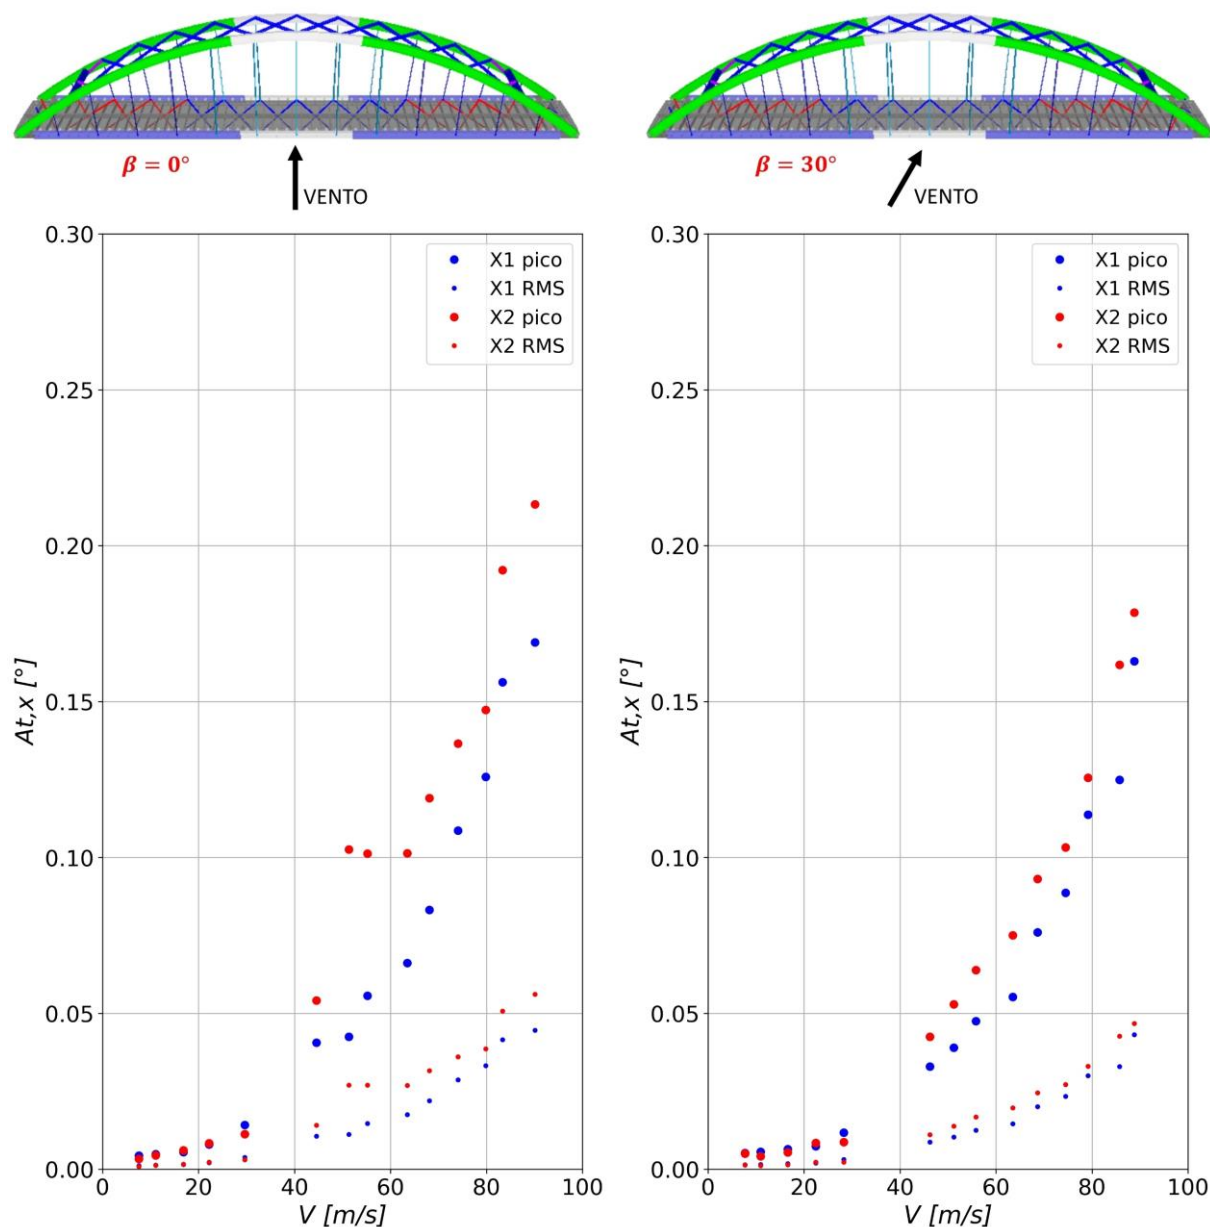 β = 0°
VENTO
β = 30°
VENTO
0.30
0.25
0.20
0.15
0.10
0.05
0.00
At,x [°]
X1 pico
X1 RMS
X2 pico
X2 RMS
0 20 40 60 80 100
V [m/s]
0.30
0.25
0.20
0.15
0.10
0.05
0.00
At,x [°]
X1 pico
X1 RMS
X2 pico
X2 RMS
0 20 40 60 80 100
V [m/s]